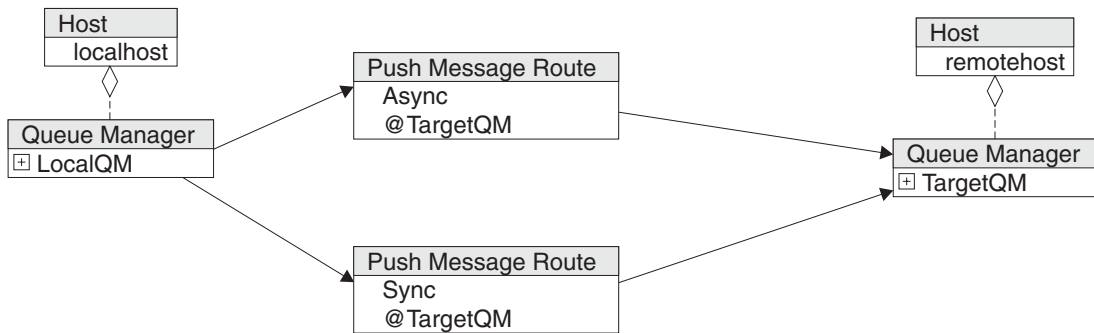 Host
localhost
Queue Manager
LocalQM
Push Message Route
Async
@TargetQM
Push Message Route
Sync
@TargetQM
Host
remotehost
Queue Manager
TargetQM